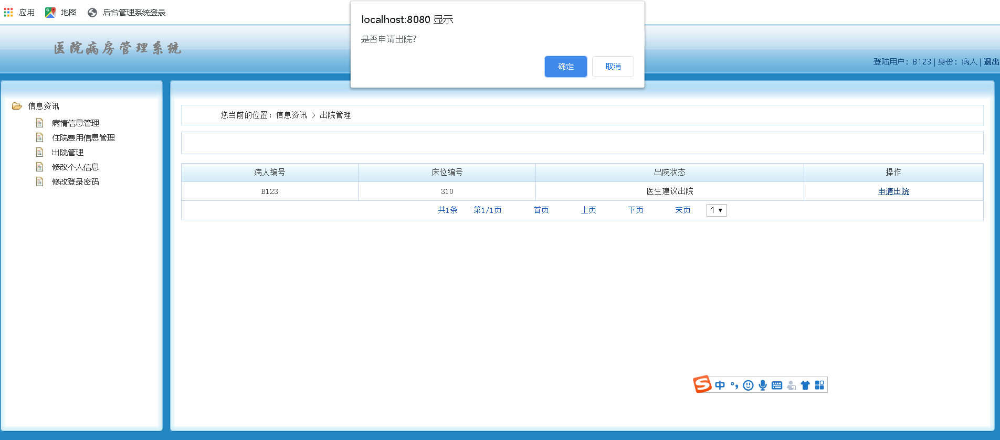 应用 地图 后台管理系统登录
localhost:8080 显示
是否申请出院?
确定 取消
医院病房管理系统
登陆用户：B123 | 身份：病人 | 退出
信息资讯
病情信息管理
住院费用信息管理
出院管理
修改个人信息
修改登录密码
您当前的位置：信息资讯 > 出院管理
病人编号 床位编号 出院状态 操作
B123 310 医生建议出院 申请出院
共1条 第1/1页 首页 上页 下页 末页 1
中